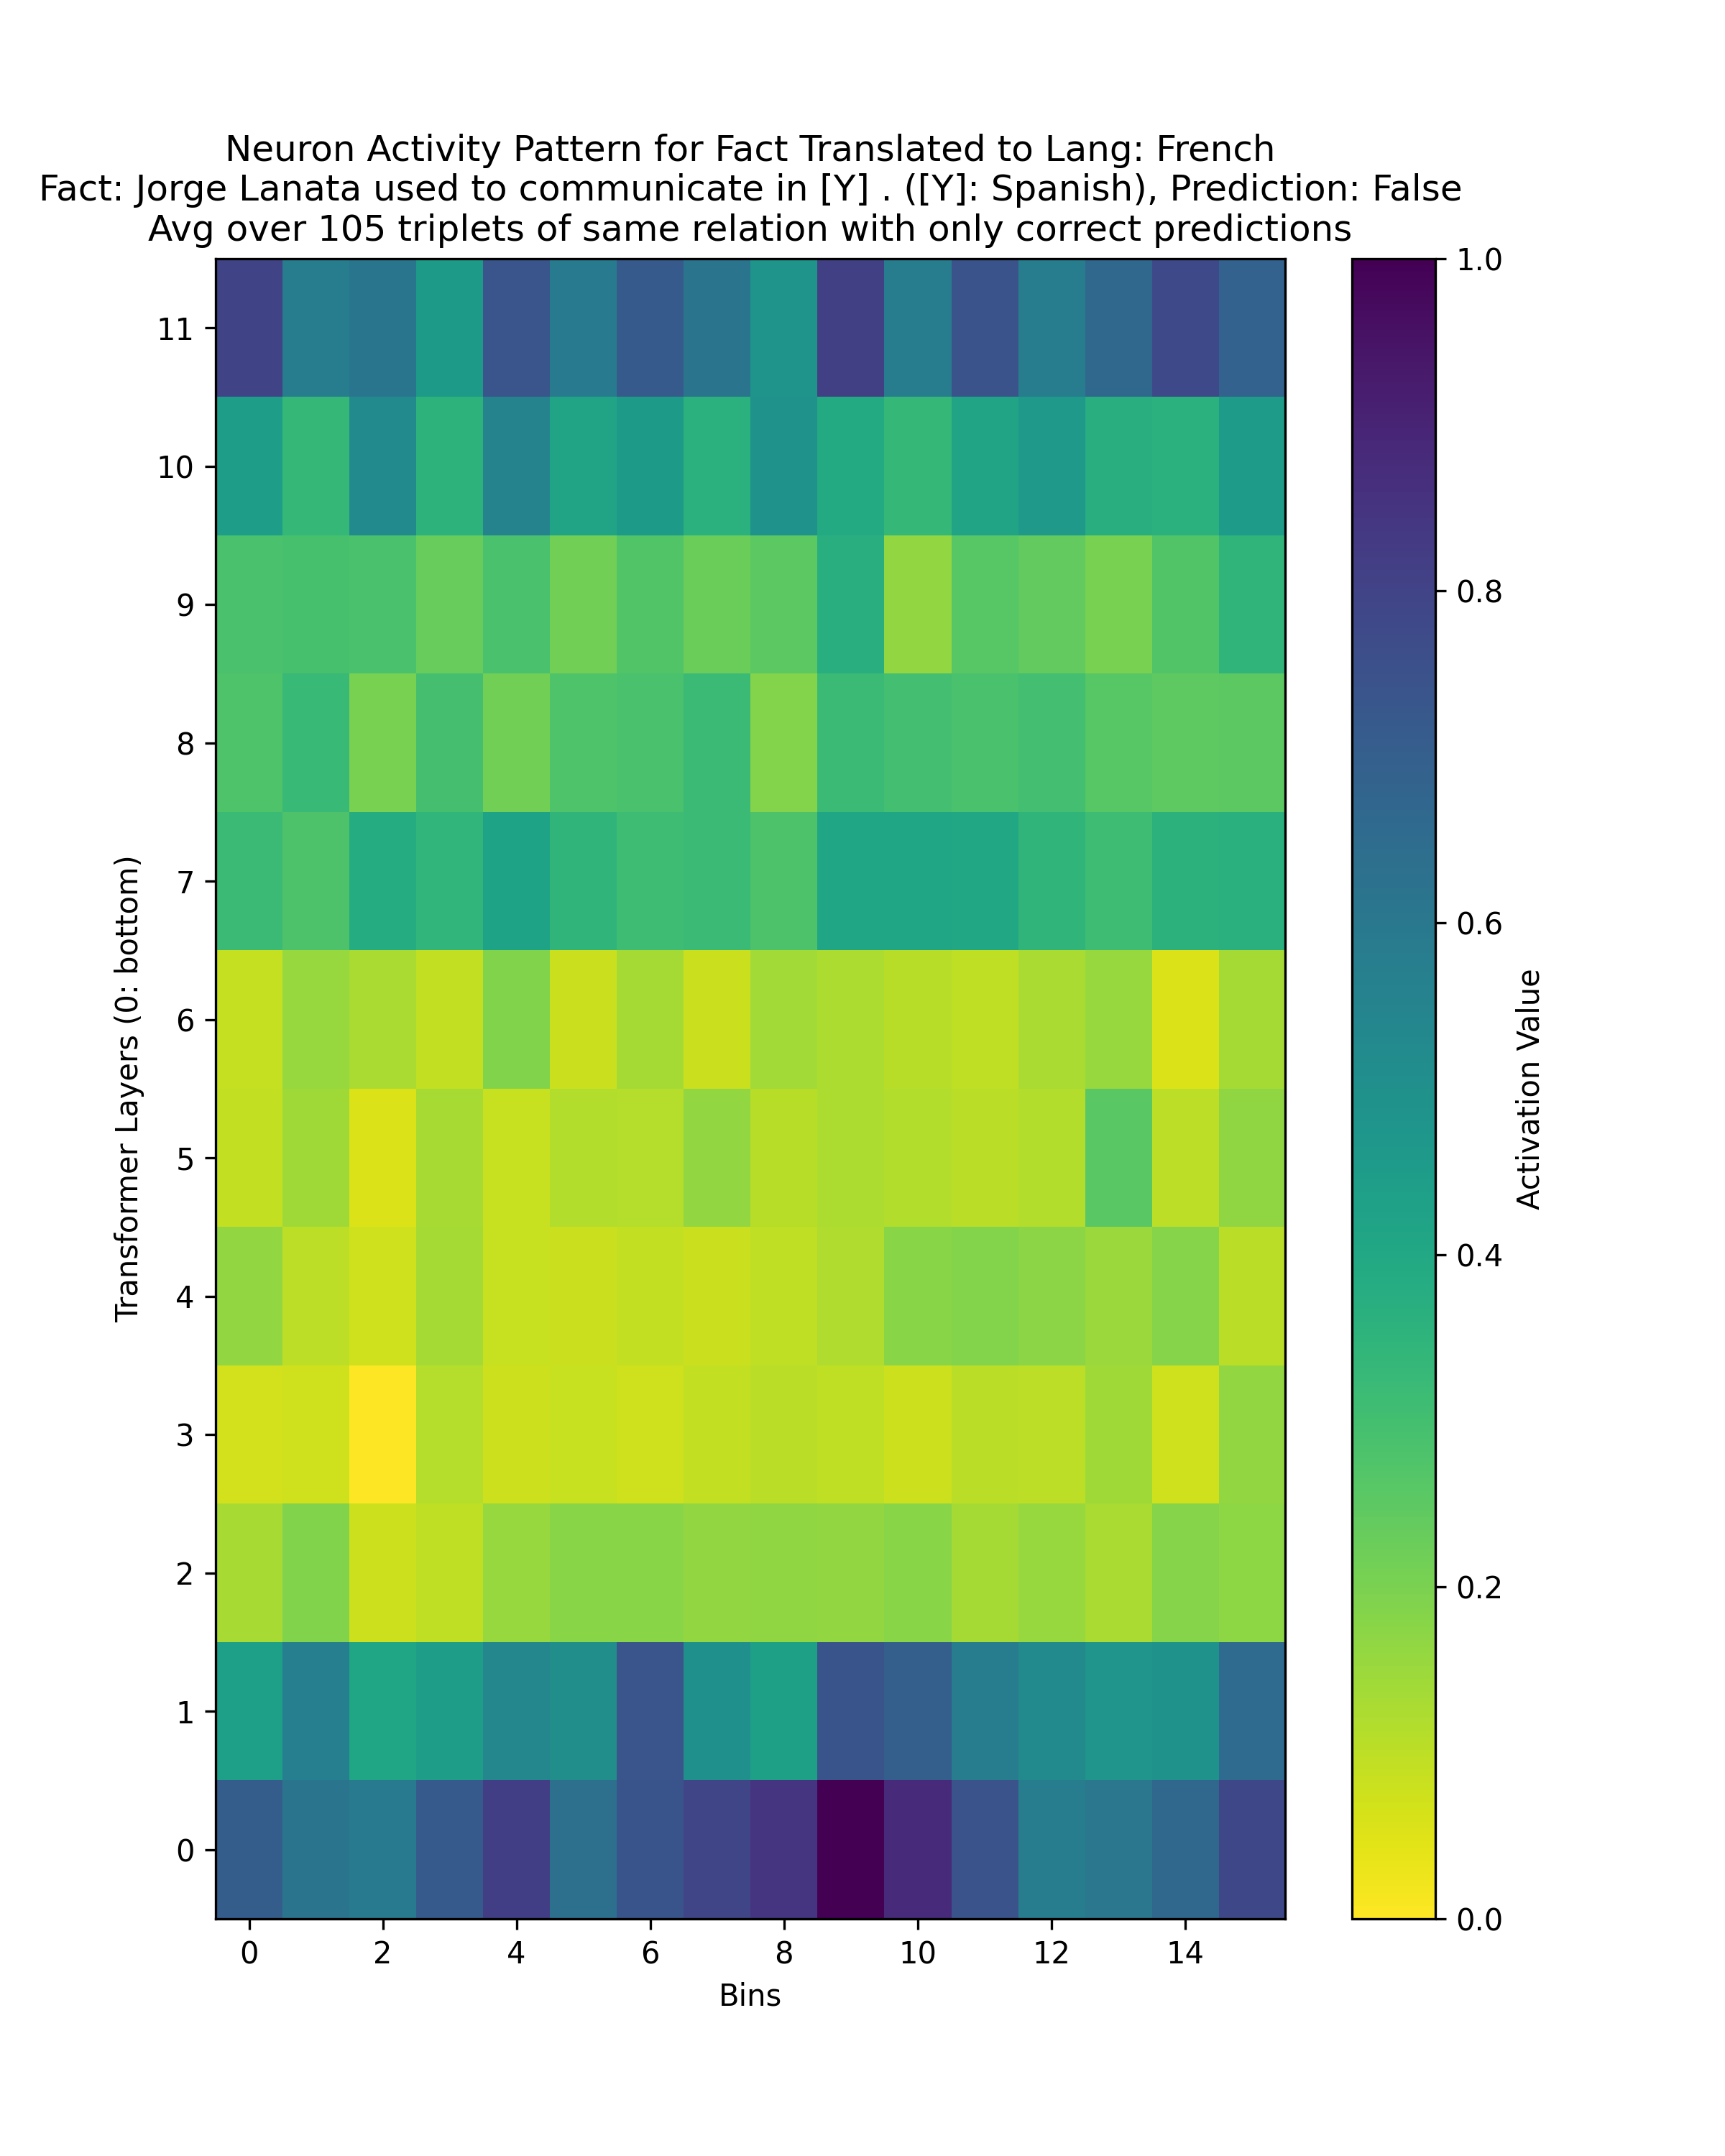 Neuron Activity Pattern for Fact Translated to Lang: French
Fact: Jorge Lanata used to communicate in [Y] . ([Y]: Spanish), Prediction: False
Avg over 105 triplets of same relation with only correct predictions
11
10
9
8
7
6
5
4
3
2
1
0
Transformer Layers (0: bottom)
0 2 4 6 8 10 12 14
Bins
1.0
0.8
0.6
0.4
0.2
0.0
Activation Value